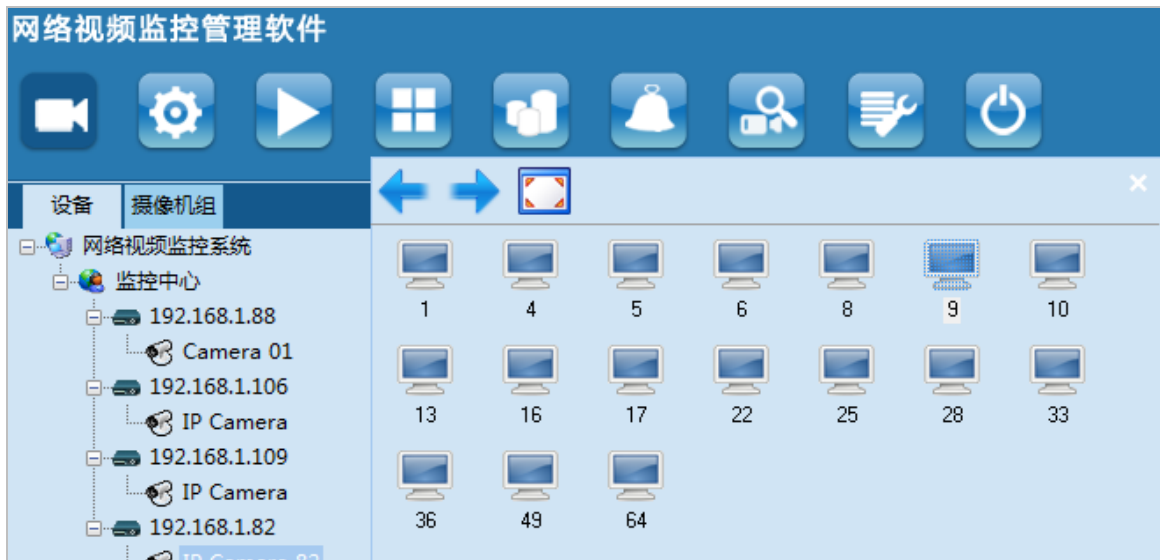 网络视频监控管理软件
设备 摄像机组
网络视频监控系统
监控中心
192.168.1.88
Camera 01
192.168.1.106
IP Camera
192.168.1.109
IP Camera
192.168.1.82
IP Camera 82
1 4 5 6 8 9 10
13 16 17 22 25 28 33
36 49 64